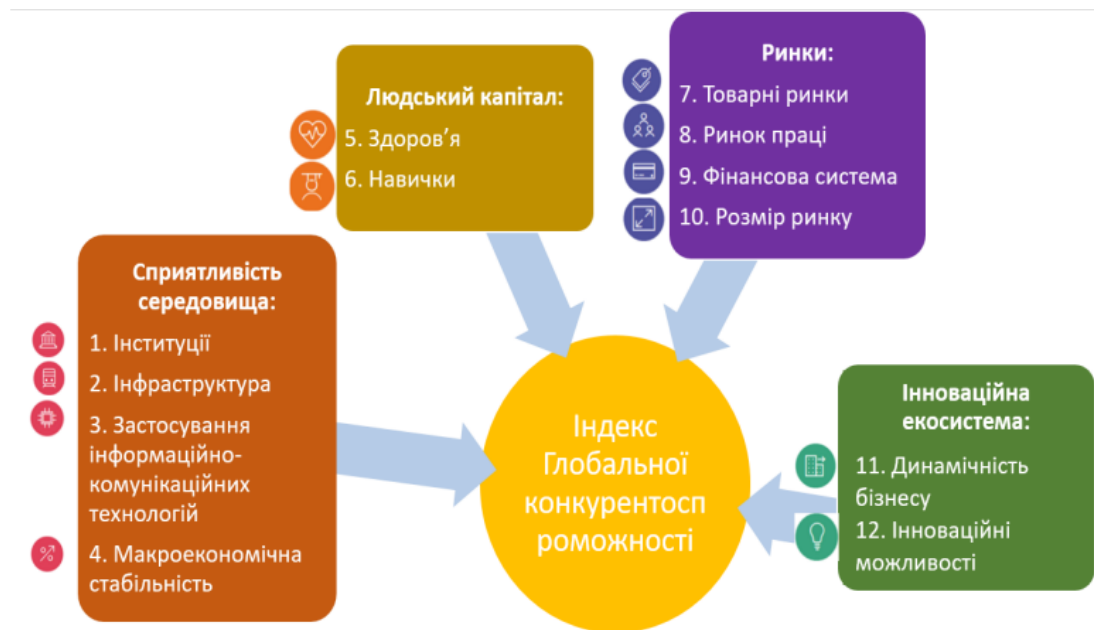 Людський капітал:
5. Здоров’я
6. Навички
Ринки:
7. Товарні ринки
8. Ринок праці
9. Фінансова система
10. Розмір ринку
Сприятливість
середовища:
1. Інституції
2. Інфраструктура
3. Застосування
інформаційно-
комунікаційних
технологій
4. Макроекономічна
стабільність
Індекс
Глобальної
конкурентосп
роможності
Інноваційна
екосистема:
11. Динамічність
бізнесу
12. Інноваційні
можливості